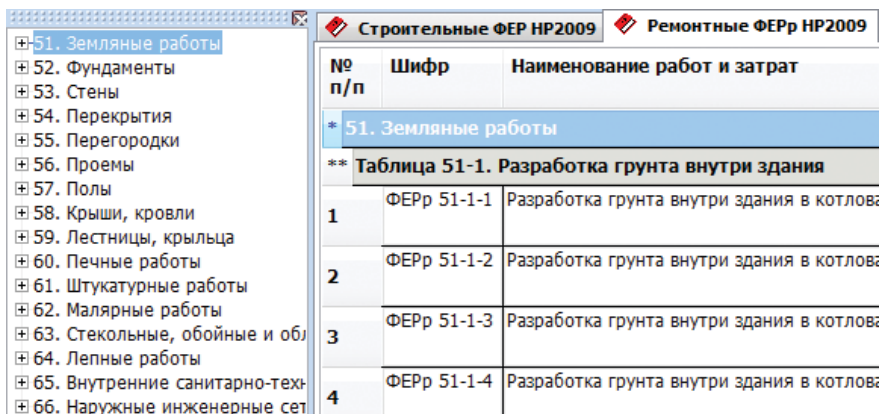 51. Земляные работы
52. Фундаменты
53. Стены
54. Перекрытия
55. Перегородки
56. Проемы
57. Полы
58. Крыши, кровли
59. Лестницы, крыльца
60. Печные работы
61. Штукатурные работы
62. Малярные работы
63. Стекольные, обойные и обл
64. Лепные работы
65. Внутренние санитарно-техн
66. Наружные инженерные сет
Строительные ФЕР НР2009 Ремонтные ФЕРр НР2009
№ п/п Шифр Наименование работ и затрат
* 51. Земляные работы
** Таблица 51-1. Разработка грунта внутри здания
1 ФЕРр 51-1-1 Разработка грунта внутри здания в котлова
2 ФЕРр 51-1-2 Разработка грунта внутри здания в котлова
3 ФЕРр 51-1-3 Разработка грунта внутри здания в котлова
4 ФЕРр 51-1-4 Разработка грунта внутри здания в котлова